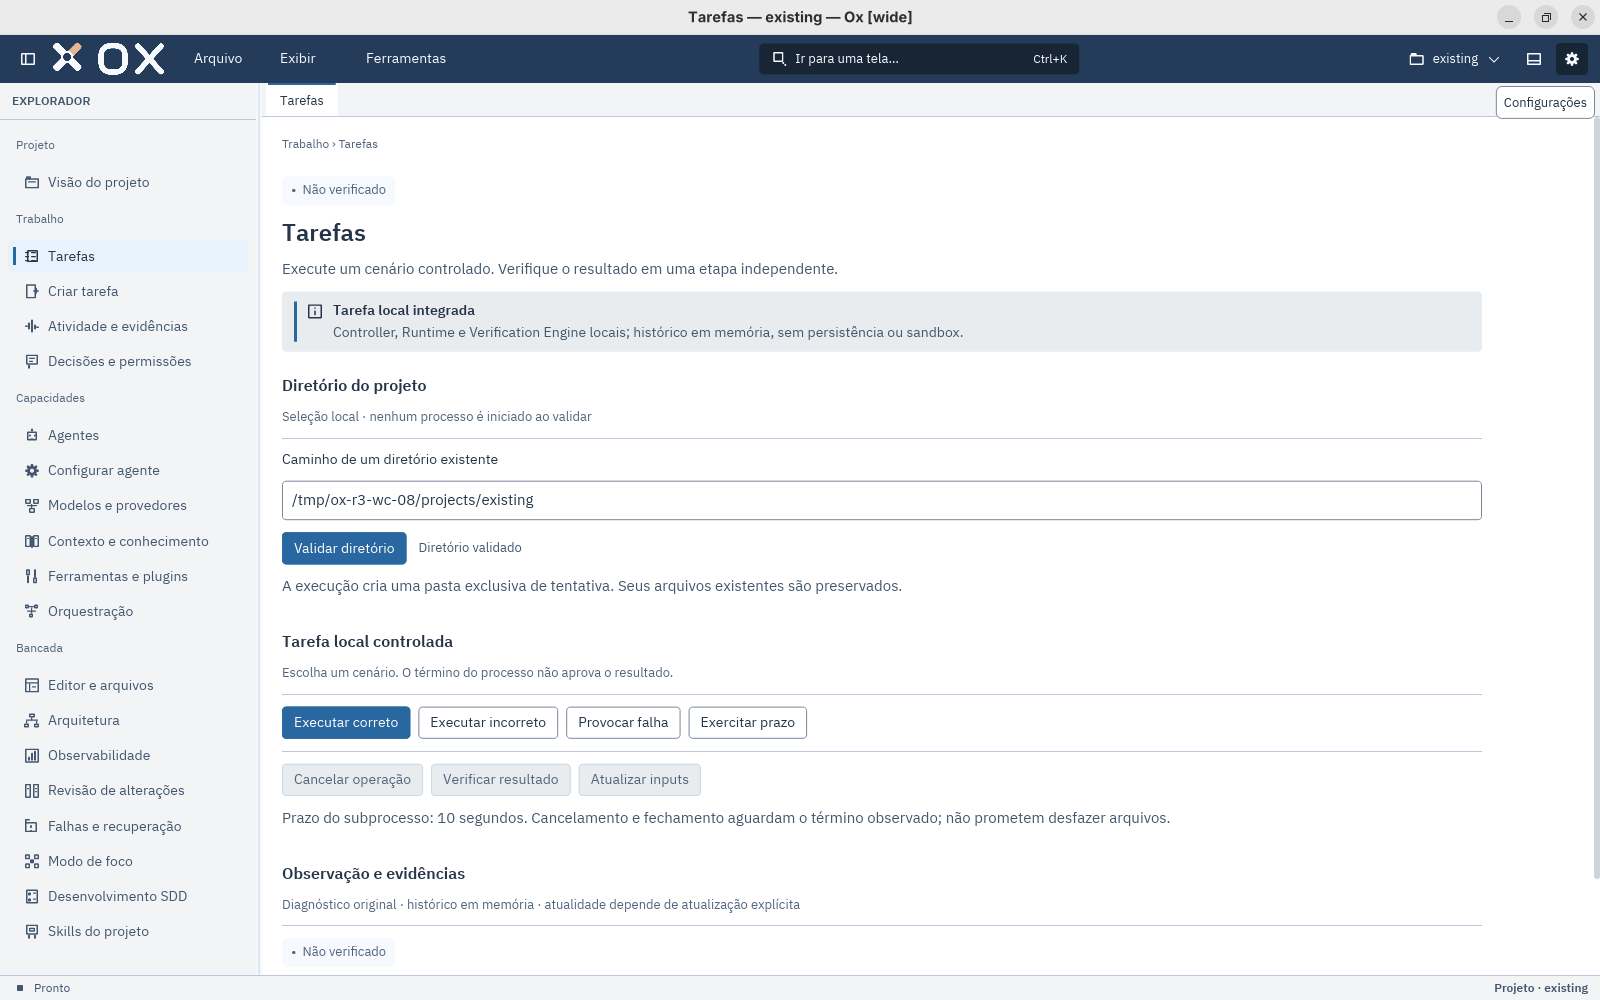 Tarefas — existing — Ox [wide]
OX
Arquivo
Exibir
Ferramentas
Ir para uma tela...
Ctrl+K
existing
EXPLORADOR
Tarefas
Configurações
Projeto
Visão do projeto
Trabalho
Tarefas
Criar tarefa
Atividade e evidências
Decisões e permissões
Capacidades
Agentes
Configurar agente
Modelos e provedores
Contexto e conhecimento
Ferramentas e plugins
Orquestração
Bancada
Editor e arquivos
Arquitetura
Observabilidade
Revisão de alterações
Falhas e recuperação
Modo de foco
Desenvolvimento SDD
Skills do projeto
Trabalho › Tarefas
• Não verificado
Tarefas
Execute um cenário controlado. Verifique o resultado em uma etapa independente.
Tarefa local integrada
Controller, Runtime e Verification Engine locais; histórico em memória, sem persistência ou sandbox.
Diretório do projeto
Seleção local · nenhum processo é iniciado ao validar
Caminho de um diretório existente
/tmp/ox-r3-wc-08/projects/existing
Validar diretório
Diretório validado
A execução cria uma pasta exclusiva de tentativa. Seus arquivos existentes são preservados.
Tarefa local controlada
Escolha um cenário. O término do processo não aprova o resultado.
Executar correto
Executar incorreto
Provocar falha
Exercitar prazo
Cancelar operação
Verificar resultado
Atualizar inputs
Prazo do subprocesso: 10 segundos. Cancelamento e fechamento aguardam o término observado; não prometem desfazer arquivos.
Observação e evidências
Diagnóstico original · histórico em memória · atualidade depende de atualização explícita
• Não verificado
Pronto
Projeto · existing